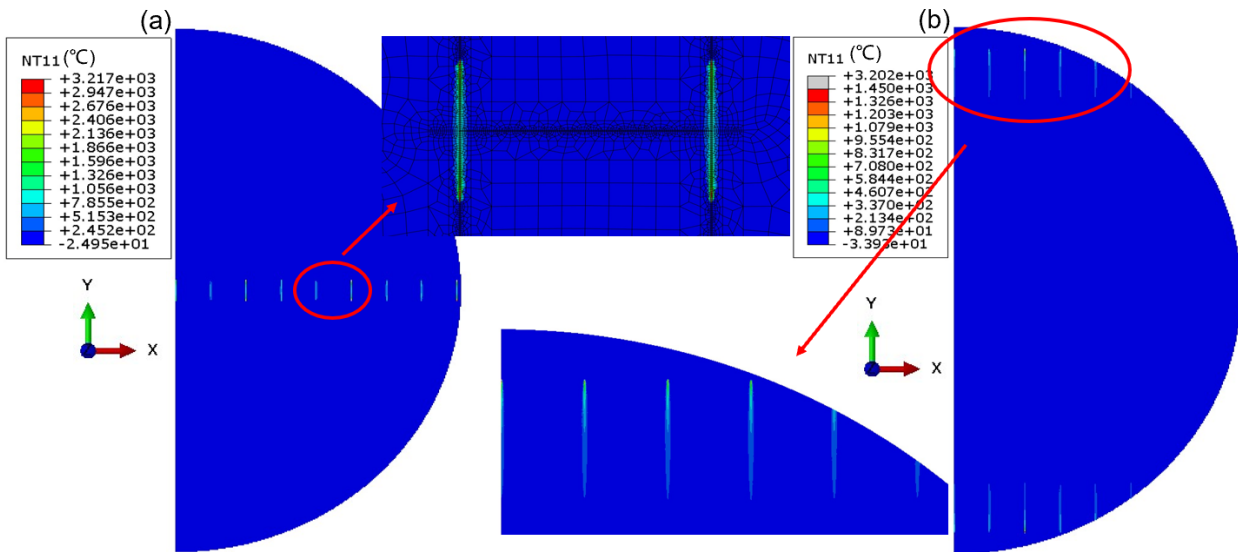 (a)
NT11 (℃)
+3.217e+03
+2.947e+03
+2.676e+03
+2.406e+03
+2.136e+03
+1.866e+03
+1.596e+03
+1.326e+03
+1.056e+03
+7.855e+02
+5.153e+02
+2.452e+02
-2.495e+01
Y
X
(b)
NT11 (℃)
+3.202e+03
+1.450e+03
+1.326e+03
+1.203e+03
+1.079e+03
+9.554e+02
+8.317e+02
+7.080e+02
+5.844e+02
+4.607e+02
+3.370e+02
+2.134e+02
+8.973e+01
-3.393e+01
Y
X